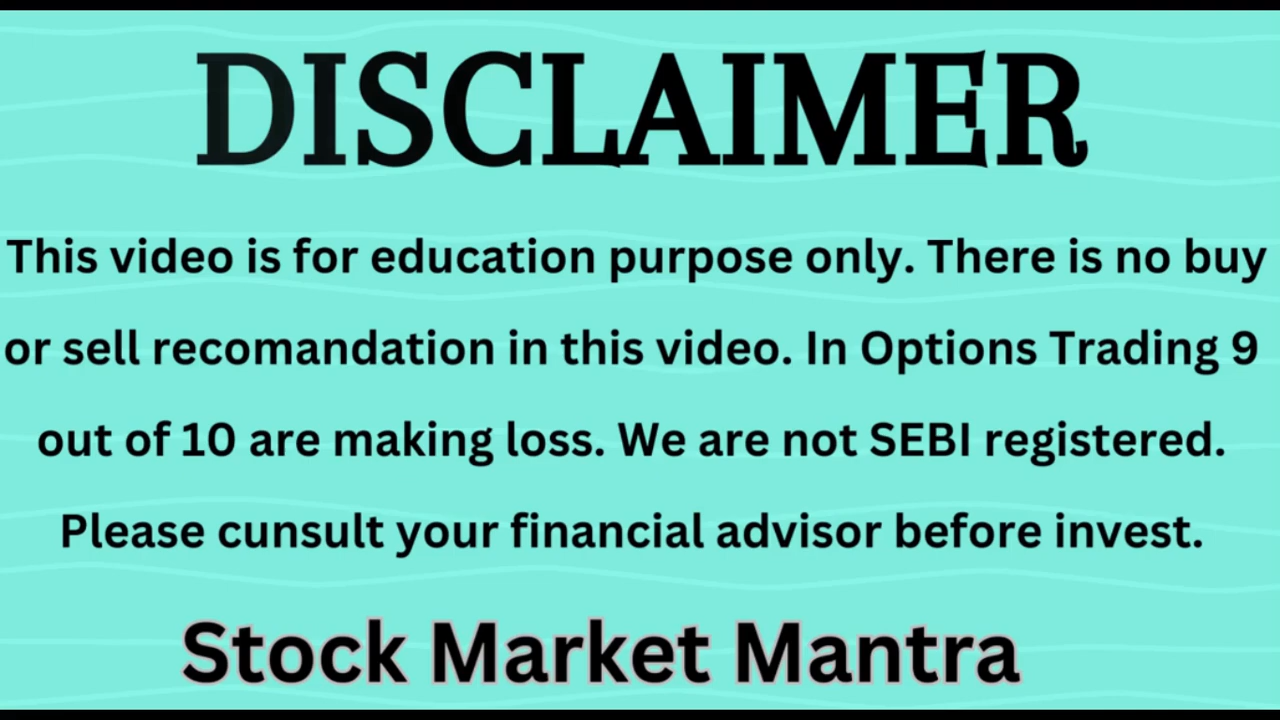 DISCLAIMER
This video is for education purpose only. There is no buy
or sell recomandation in this video. In Options Trading 9
out of 10 are making loss. We are not SEBI registered.
Please cunsult your financial advisor before invest.
Stock Market Mantra